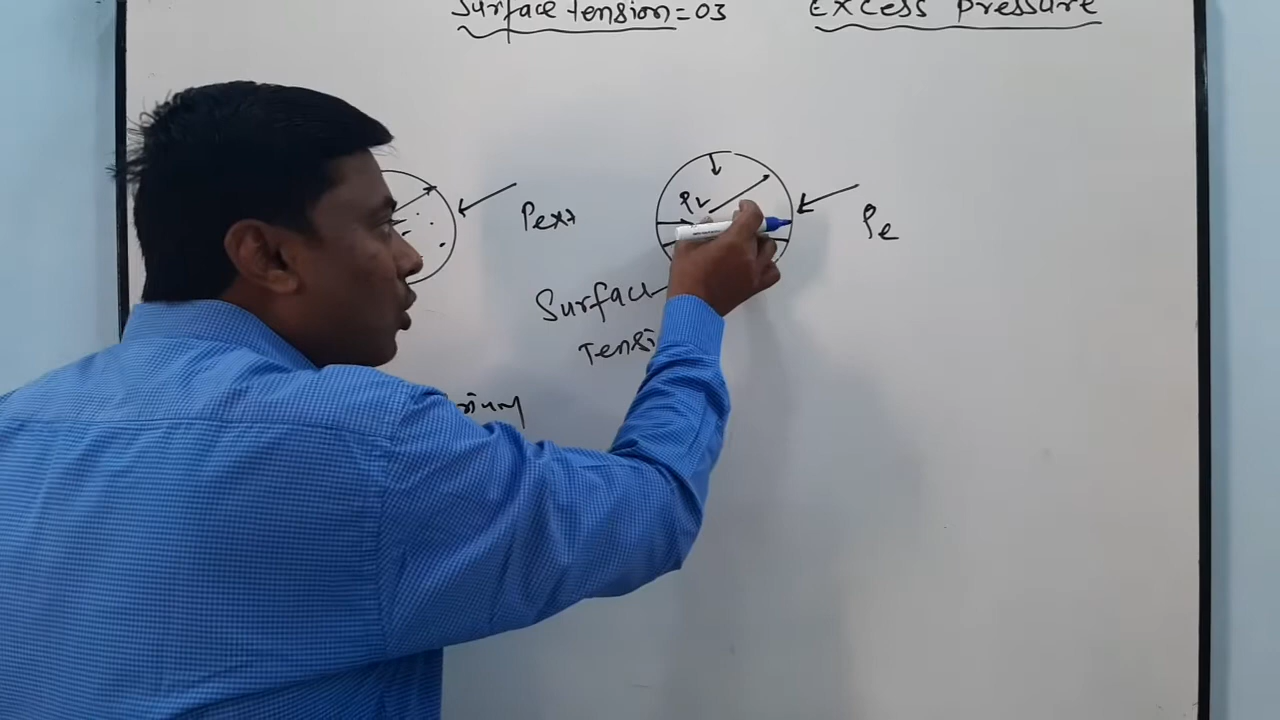 Surface tension = 03
Excess Pressure
Pext
Pe
Surface
Tensi